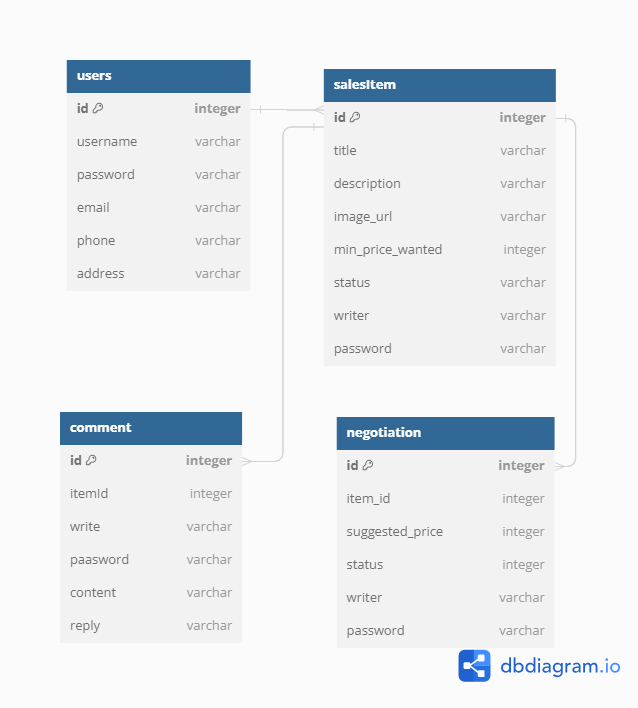 users
id integer
username varchar
password varchar
email varchar
phone varchar
address varchar
salesItem
id integer
title varchar
description varchar
image_url varchar
min_price_wanted integer
status varchar
writer varchar
password varchar
comment
id integer
itemId integer
write varchar
paasword varchar
content varchar
reply varchar
negotiation
id integer
item_id integer
suggested_price integer
status integer
writer varchar
password varchar
dbdiagram.io